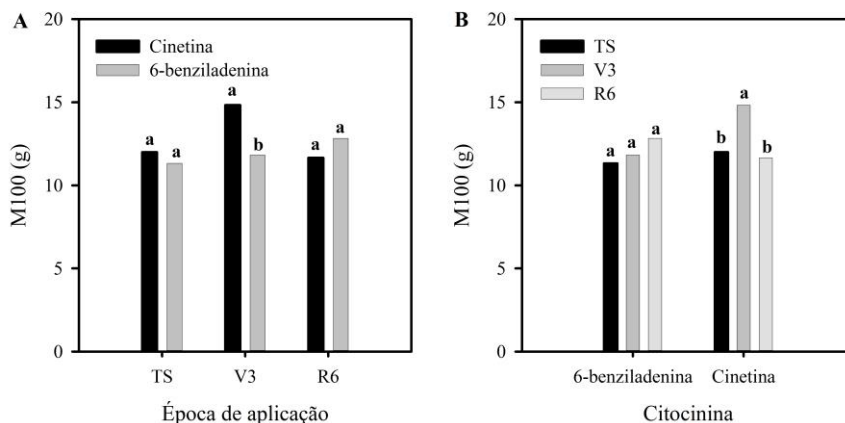 A
Cinetina
6-benziladenina
M100 (g)
20
15
10
5
0
a a
a b
a a
TS V3 R6
Época de aplicação
B
TS
V3
R6
M100 (g)
20
15
10
5
0
a a a
b a b
6-benziladenina Cinetina
Citocinina